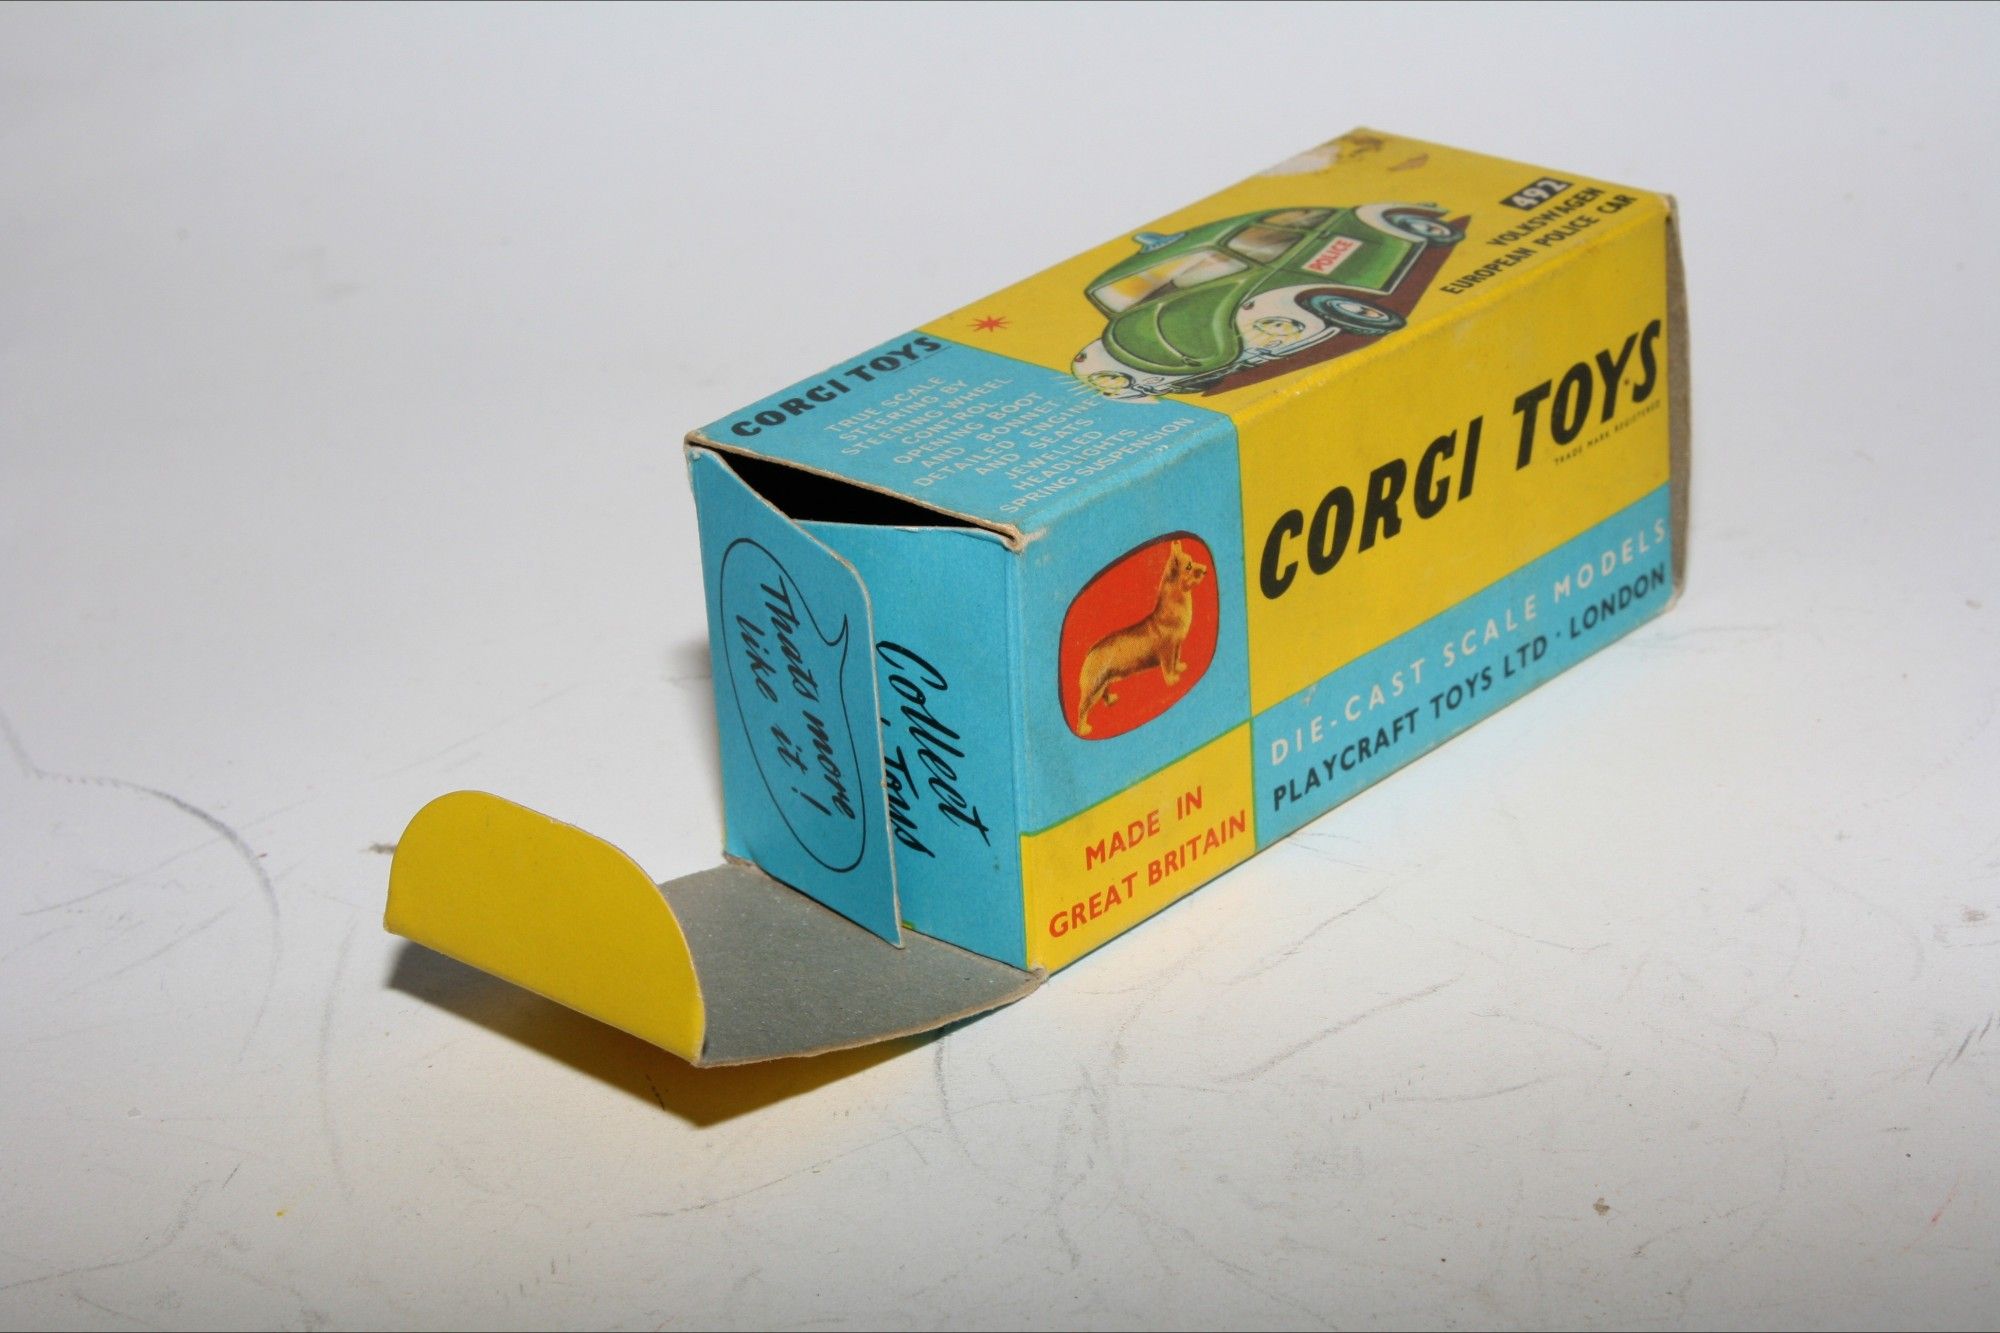 492
VOLKSWAGEN
EUROPEAN POLICE CAR
POLICE
CORGI TOYS
TRUE SCALE
STEERING BY
STEERING WHEEL
CONTROL
OPENING BOOT
AND BONNET
DETAILED ENGINE
AND SEATS
JEWELLED
HEADLIGHTS
SPRING SUSPENSION
CORGI TOYS
TRADE MARK REGISTERED
DIE-CAST SCALE MODELS
PLAYCRAFT TOYS LTD · LONDON
MADE IN
GREAT BRITAIN
Thats more
like it!
Collect
Toys